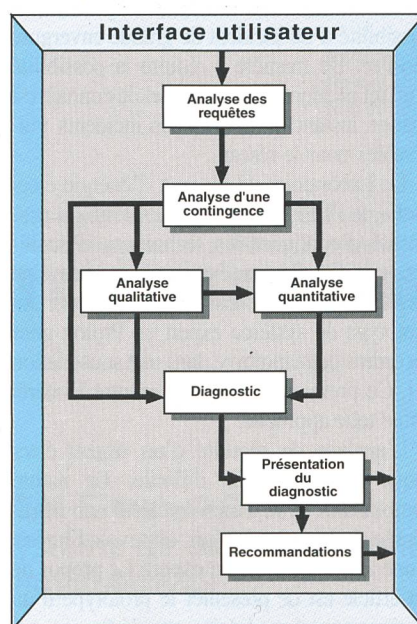 Interface utilisateur
Analyse des
requêtes
Analyse d'une
contingence
Analyse
qualitative
Analyse
quantitative
Diagnostic
Présentation
du diagnostic
Recommandations